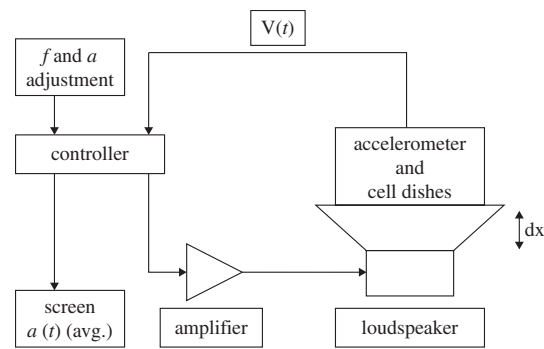 V(t)
f and a
adjustment
controller
accelerometer
and
cell dishes
dx
screen
a (t) (avg.)
amplifier
loudspeaker